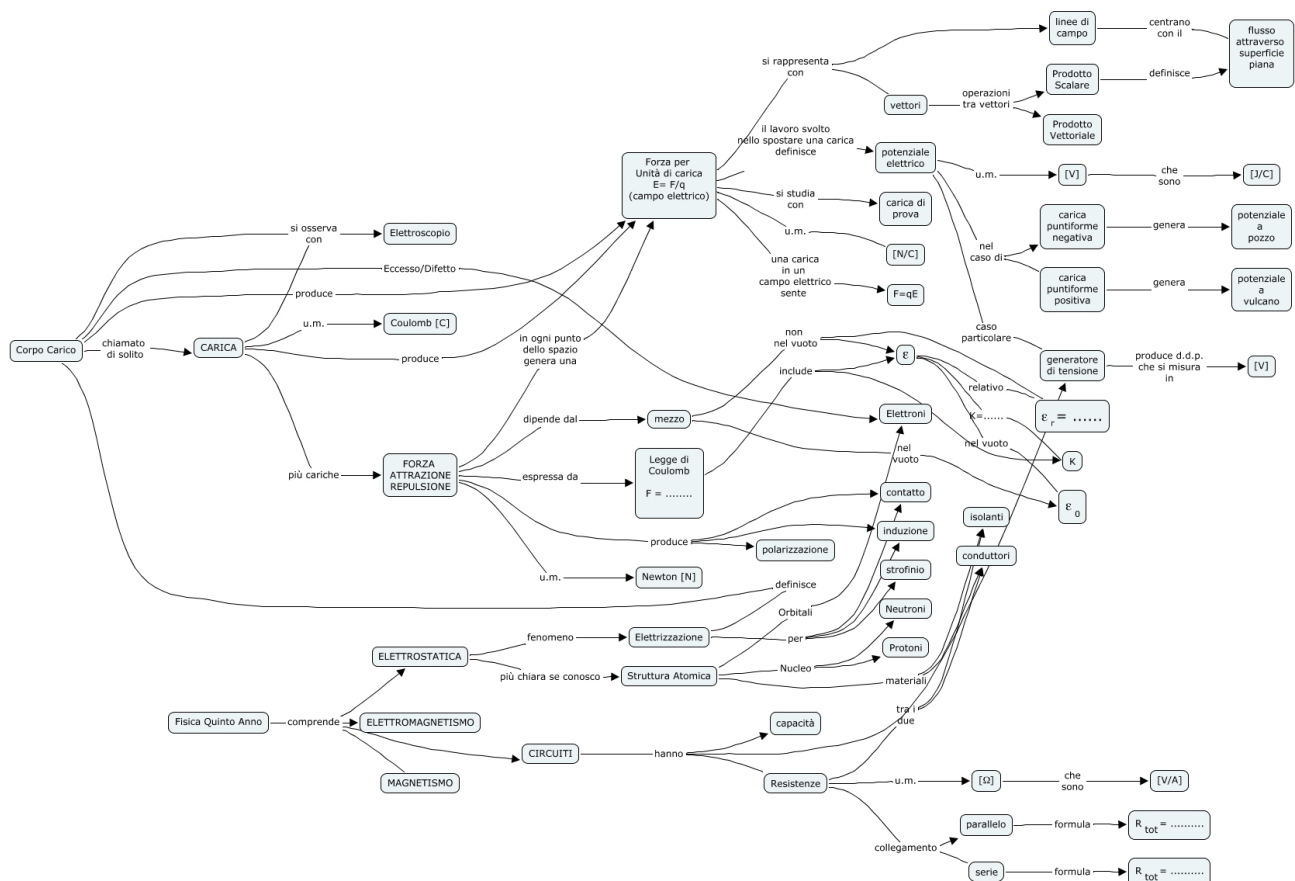 linee di
campo
centrano
con il
flusso
attraverso
superficie
piana
si rappresenta
con
Prodotto
Scalare
definisce
vettori
operazioni
tra vettori
Prodotto
Vettoriale
il lavoro svolto
nello spostare una carica
definisce
potenziale
elettrico
u.m.
[V]
che
sono
[J/C]
Forza per
Unità di carica
E= F/q
(campo elettrico)
si studia
con
carica di
prova
u.m.
[N/C]
una carica
in un
campo elettrico
sente
F=qE
nel
caso di
carica
puntiforme
negativa
genera
potenziale
a
pozzo
carica
puntiforme
positiva
genera
potenziale
a
vulcano
si osserva
con
Elettroscopio
Eccesso/Difetto
produce
Corpo Carico
chiamato
di solito
CARICA
u.m.
Coulomb [C]
produce
in ogni punto
dello spazio
genera una
non
nel vuoto
include
ε
caso
particolare
generatore
di tensione
produce d.d.p.
che si misura
in
[V]
relativo
K=......
nel vuoto
ε r = ......
K
ε 0
dipende dal
mezzo
Elettroni
nel
vuoto
più cariche
FORZA
ATTRAZIONE
REPULSIONE
espressa da
Legge di
Coulomb
F = ........
produce
contatto
induzione
polarizzazione
strofinio
u.m.
Newton [N]
isolanti
conduttori
definisce
Orbitali
Neutroni
Protoni
ELETTROSTATICA
fenomeno
Elettrizzazione
per
più chiara se conosco
Struttura Atomica
Nucleo
materiali
tra i
due
Fisica Quinto Anno
comprende
ELETTROMAGNETISMO
MAGNETISMO
CIRCUITI
hanno
capacità
Resistenze
u.m.
[Ω]
che
sono
[V/A]
collegamento
parallelo
formula
R tot = ..........
serie
formula
R tot = ..........